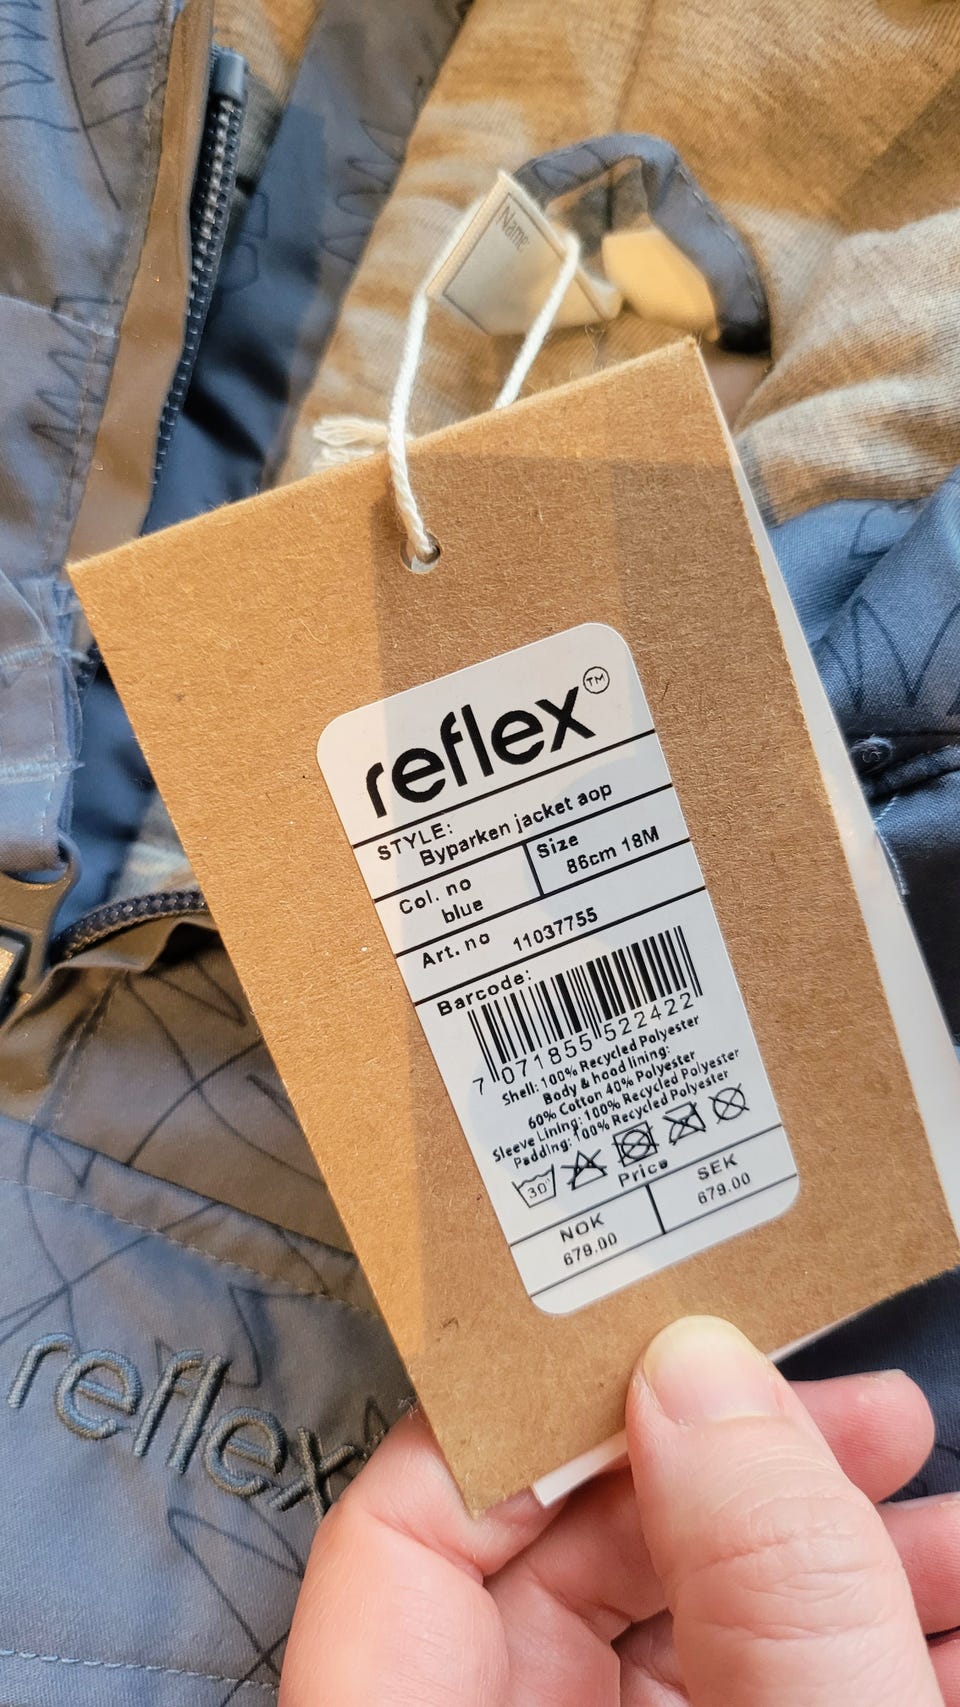 Name
reflex™
STYLE:
Byparken jacket aop
Col. no
blue
Size
86cm 18M
Art. no 11037755
Barcode:
7 071855 522422
Shell: 100% Recycled Polyester
Body & hood lining:
60% Cotton 40% Polyester
Sleeve Lining: 100% Recycled Polyester
Padding: 100% Recycled Polyester
30°
Price
NOK
679.00
SEK
679.00
reflex